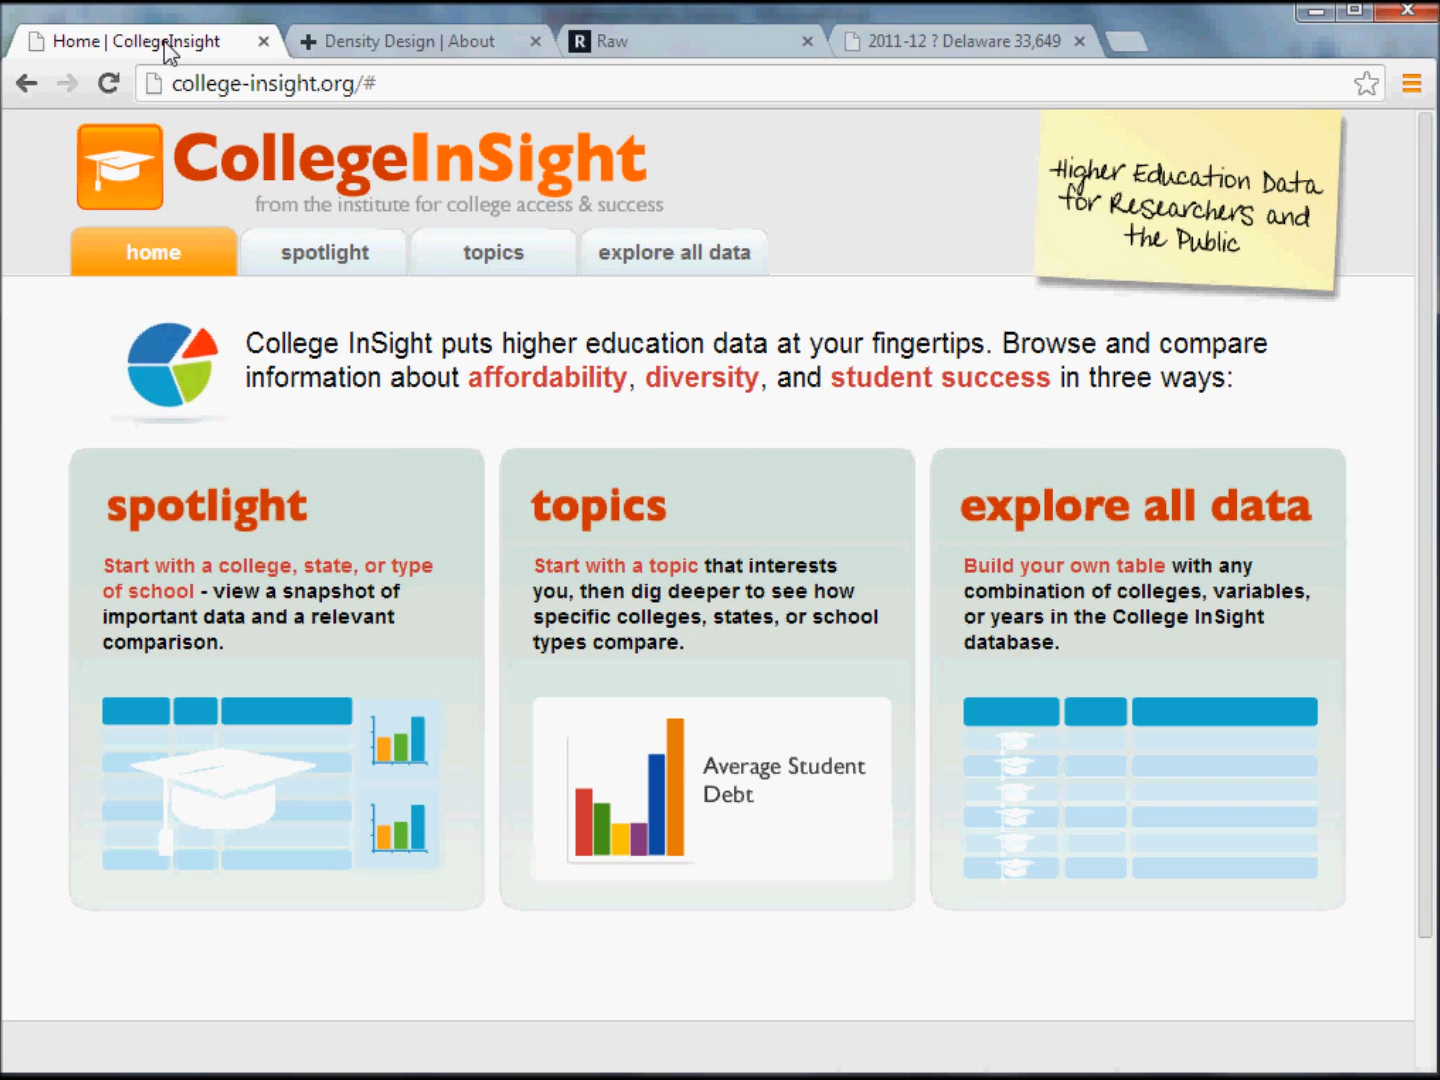 Home | CollegeInsight
Density Design | About
R Raw
2011-12 ? Delaware 33,649
college-insight.org/#
CollegeInSight
from the institute for college access & success
Higher Education Data
for Researchers and
the Public
home
spotlight
topics
explore all data
College InSight puts higher education data at your fingertips. Browse and compare
information about affordability, diversity, and student success in three ways:
spotlight
Start with a college, state, or type
of school - view a snapshot of
important data and a relevant
comparison.
topics
Start with a topic that interests
you, then dig deeper to see how
specific colleges, states, or school
types compare.
Average Student
Debt
explore all data
Build your own table with any
combination of colleges, variables,
or years in the College InSight
database.